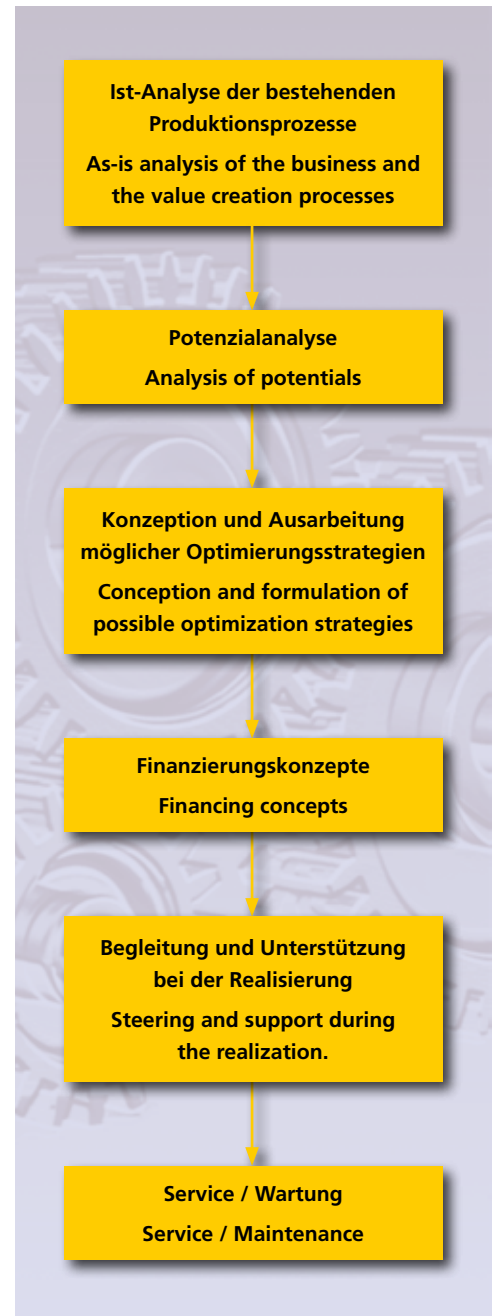 Ist-Analyse der bestehenden
Produktionsprozesse
As-is analysis of the business and
the value creation processes
Potenzialanalyse
Analysis of potentials
Konzeption und Ausarbeitung
möglicher Optimierungsstrategien
Conception and formulation of
possible optimization strategies
Finanzierungskonzepte
Financing concepts
Begleitung und Unterstützung
bei der Realisierung
Steering and support during
the realization.
Service / Wartung
Service / Maintenance